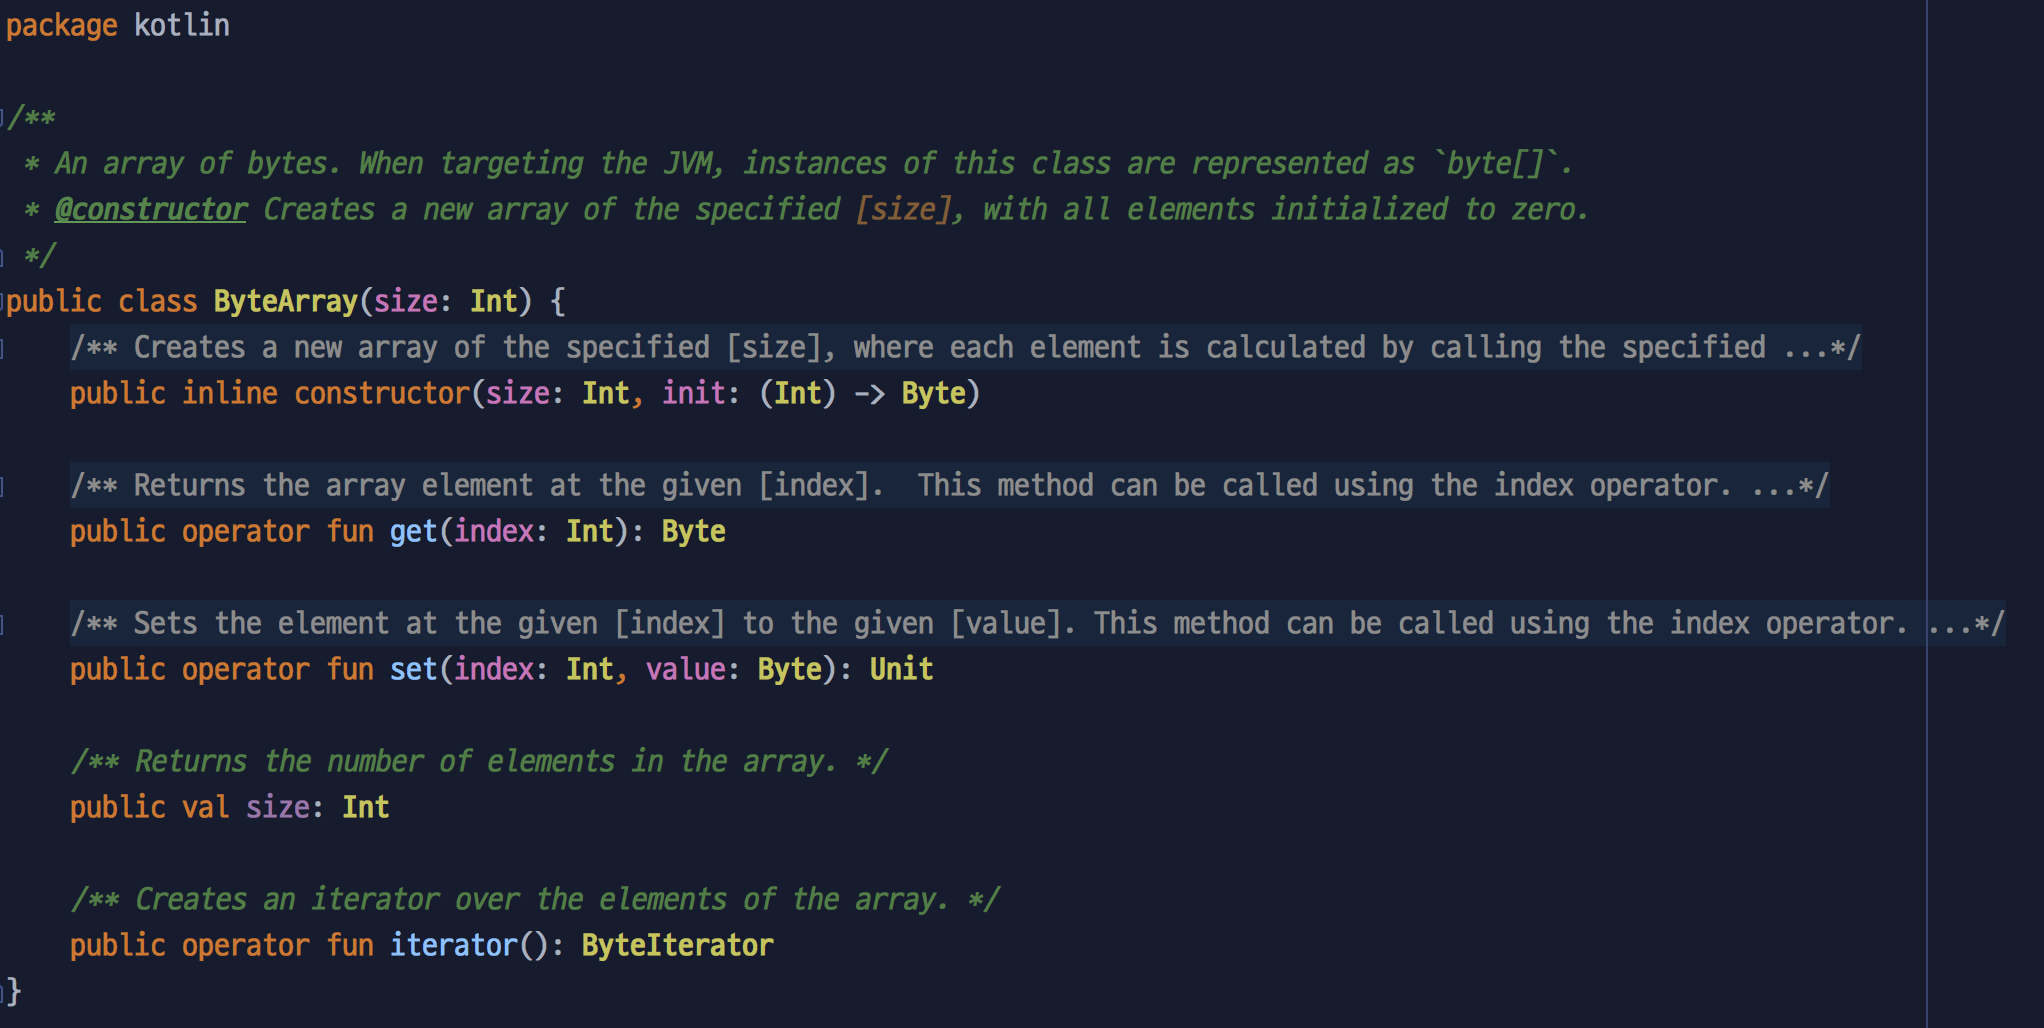 package kotlin
/**
 * An array of bytes. When targeting the JVM, instances of this class are represented as `byte[]`.
 * @constructor Creates a new array of the specified [size], with all elements initialized to zero.
 */
public class ByteArray(size: Int) {
    /** Creates a new array of the specified [size], where each element is calculated by calling the specified ...*/
    public inline constructor(size: Int, init: (Int) -> Byte)
    /** Returns the array element at the given [index].  This method can be called using the index operator. ...*/
    public operator fun get(index: Int): Byte
    /** Sets the element at the given [index] to the given [value]. This method can be called using the index operator. ...*/
    public operator fun set(index: Int, value: Byte): Unit
    /** Returns the number of elements in the array. */
    public val size: Int
    /** Creates an iterator over the elements of the array. */
    public operator fun iterator(): ByteIterator
}